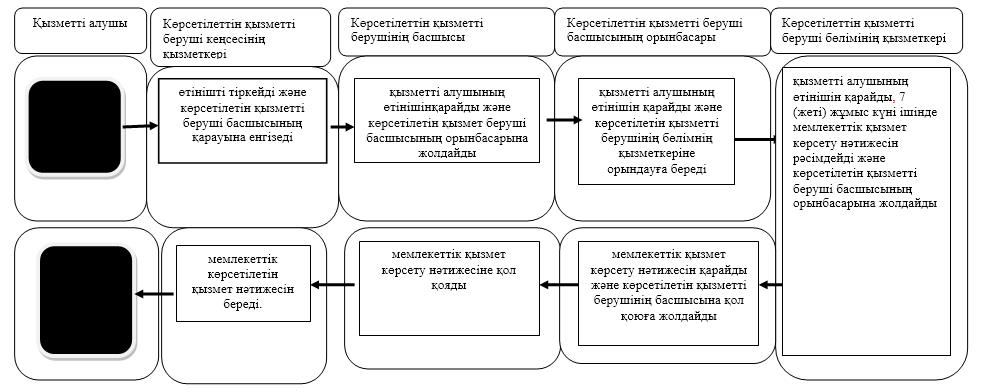 Қызметті алушы
Көрсетілеттін қызметті
беруші кеңсесінің
қызметкері
Көрсетілеттін қызметті
берушінің басшысы
Көрсетілеттін қызметті беруші
басшысының орынбасары
Көрсетілеттін қызметті
беруші бөлімінің қызметкері
өтінішті тіркейді және
көрсетілетін қызметті
беруші басшысының
қарауына енгізеді
қызметті алушының
өтінішінқарайды және
көрсетілетін қызмет беруші
басшысының орынбасарына
жолдайды
қызметті алушының
өтінішін қарайды және
көрсетілетін қызметті
берушінің бөлімнің
қызметкеріне
орындауға береді
қызметті алушының
өтінішін қарайды, 7
(жеті) жұмыс күні ішінде
мемлекеттік қызмет
көрсету нәтижесін
рәсімдейді және
көрсетілетін қызметті
беруші басшысының
орынбасарына жолдайды
мемлекеттік
көрсетілетін
қызмет нәтижесін
береді.
мемлекеттік қызмет
көрсету нәтижесіне қол
қояды
мемлекеттік қызмет
көрсету нәтижесін қарайды
және көрсетілетін қызметті
берушінің басшысына қол
қоюға жолдайды